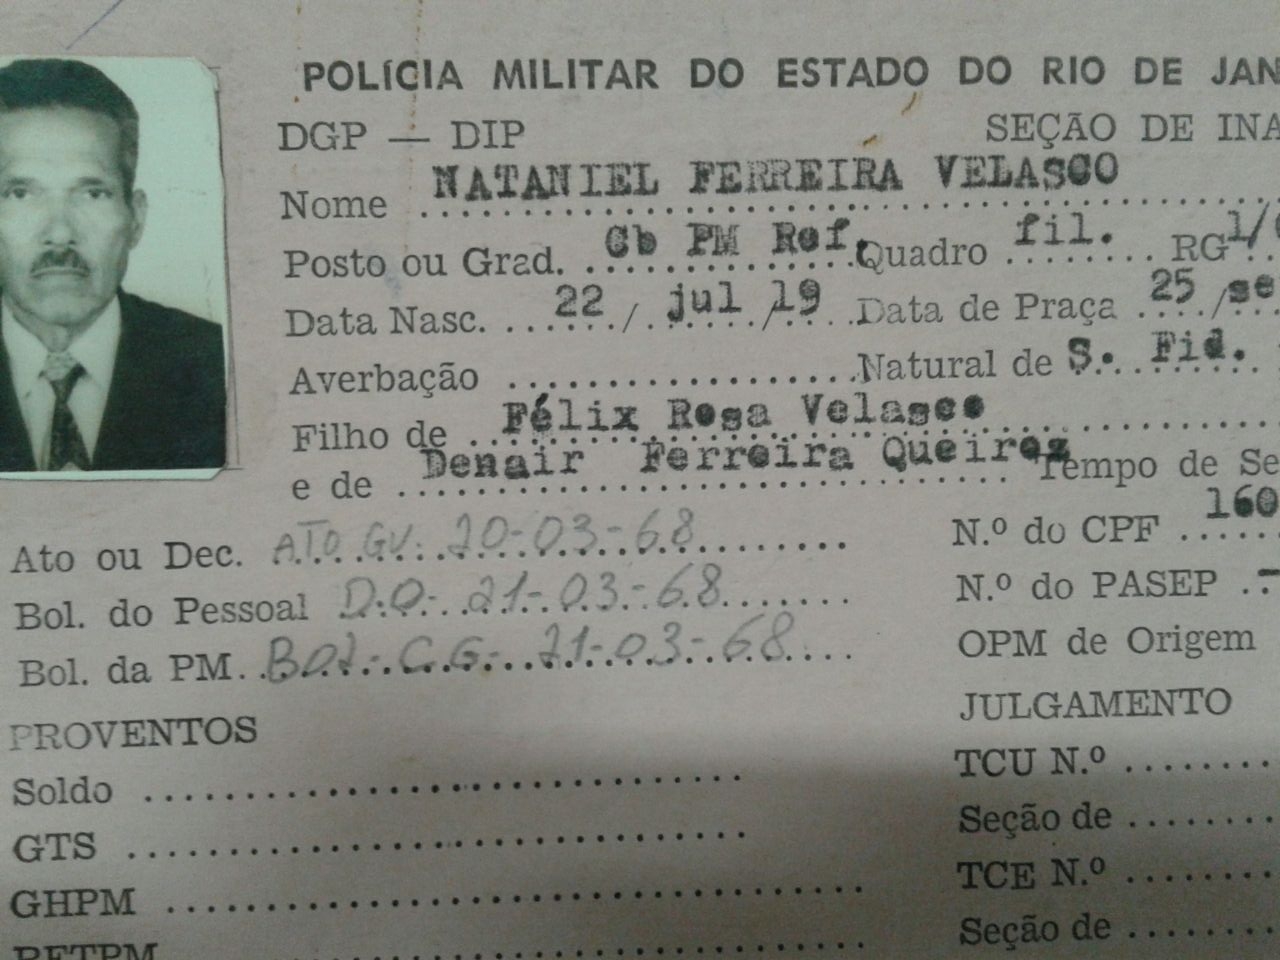 POLÍCIA MILITAR DO ESTADO DO RIO DE JAN
DGP — DIP SEÇÃO DE INA
Nome NATANIEL FERREIRA VELASCO
Posto ou Grad. Cb PM Ref. Quadro fil. RG 1/
Data Nasc. 22 / jul / 19 Data de Praça 25 / se
Averbação Natural de S. Fid.
Filho de Félix Rosa Velasco
e de Denair Ferreira Queiroz Tempo de Se
Ato ou Dec. ATO GV. 20-03-68 N.º do CPF 160
Bol. do Pessoal D.O- 21-03-68 N.º do PASEP -
Bol. da PM. Bol-C.G- 21-03-68 OPM de Origem
PROVENTOS JULGAMENTO
Soldo TCU N.º
GTS Seção de
GHPM TCE N.º
RETPM Seção de